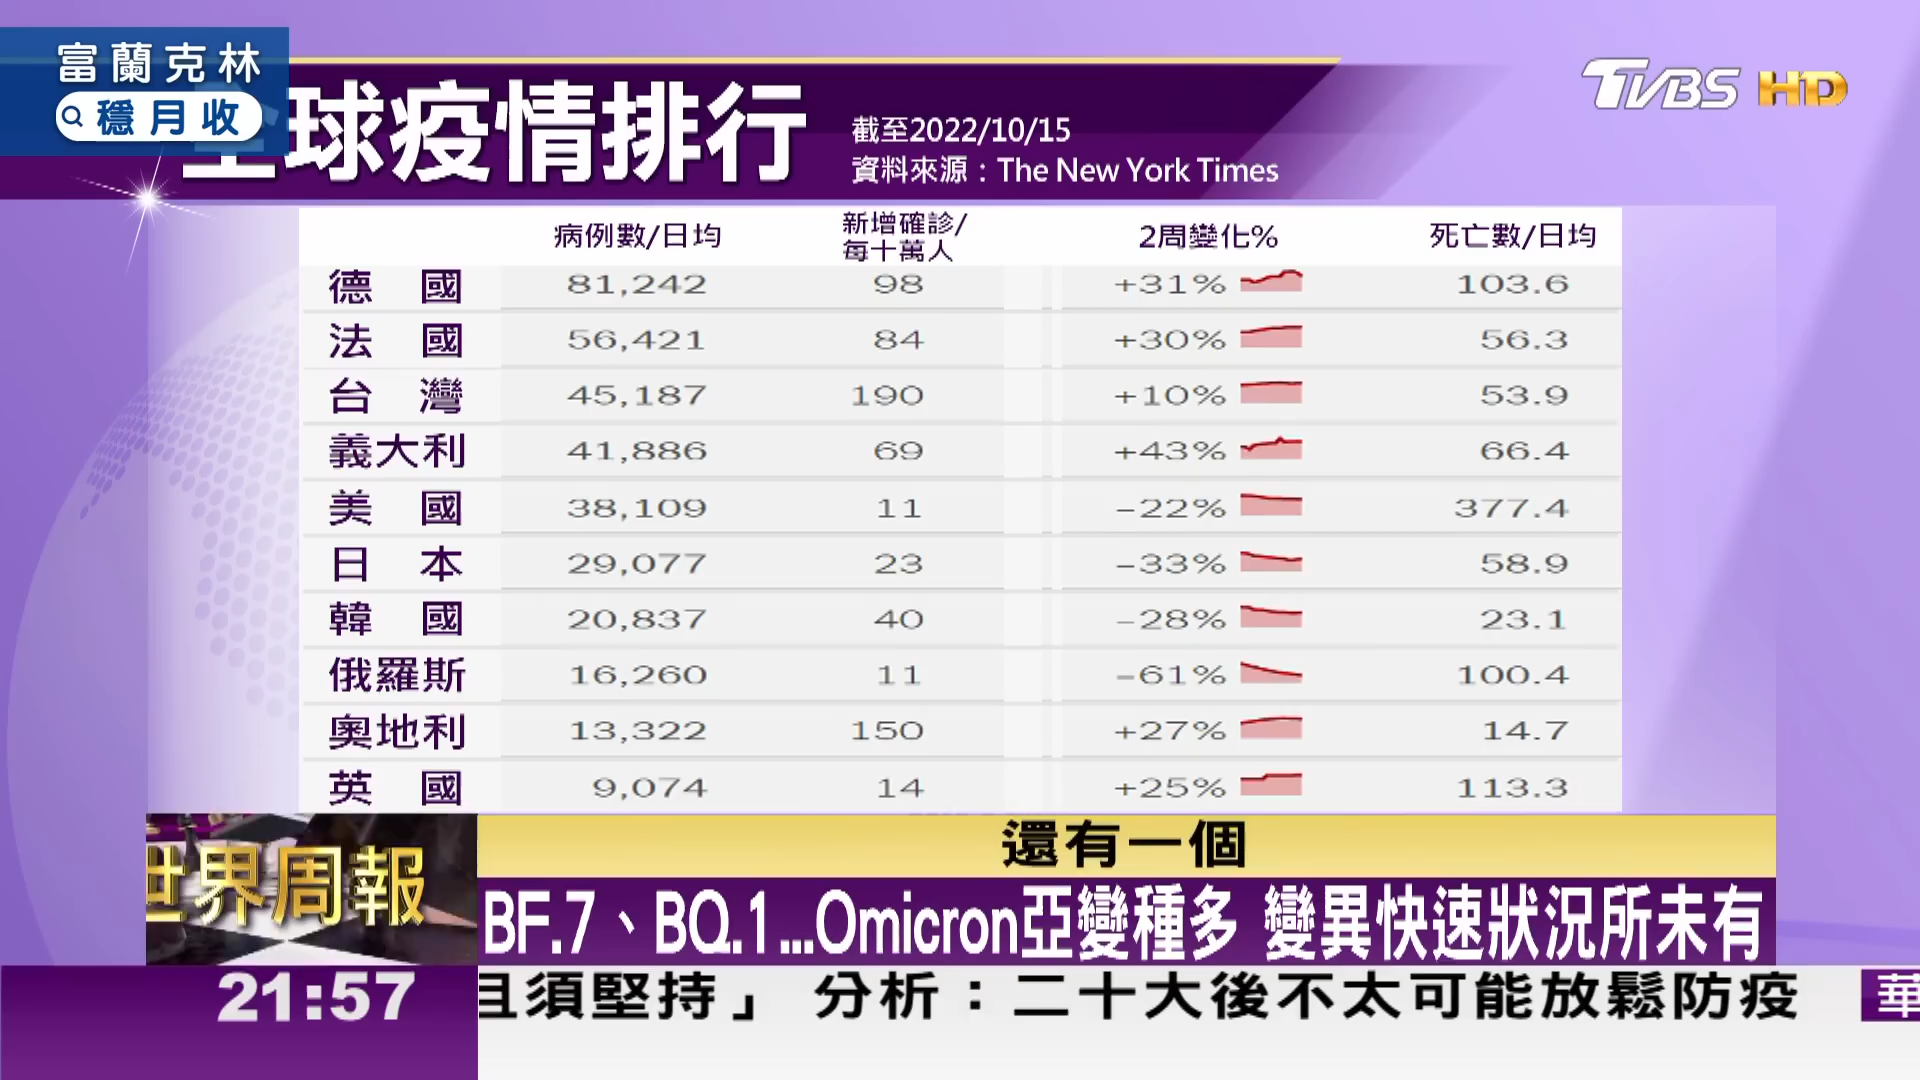 富蘭克林
穩月收
全球疫情排行
截至2022/10/15
資料來源：The New York Times
TVBS HD
病例數/日均 新增確診/每十萬人 2周變化% 死亡數/日均
德國 81,242 98 +31% 103.6
法國 56,421 84 +30% 56.3
台灣 45,187 190 +10% 53.9
義大利 41,886 69 +43% 66.4
美國 38,109 11 -22% 377.4
日本 29,077 23 -33% 58.9
韓國 20,837 40 -28% 23.1
俄羅斯 16,260 11 -61% 100.4
奧地利 13,322 150 +27% 14.7
英國 9,074 14 +25% 113.3
世界周報
還有一個
BF.7、BQ.1...Omicron亞變種多 變異快速狀況所未有
21:57
且須堅持」 分析：二十大後不太可能放鬆防疫
華